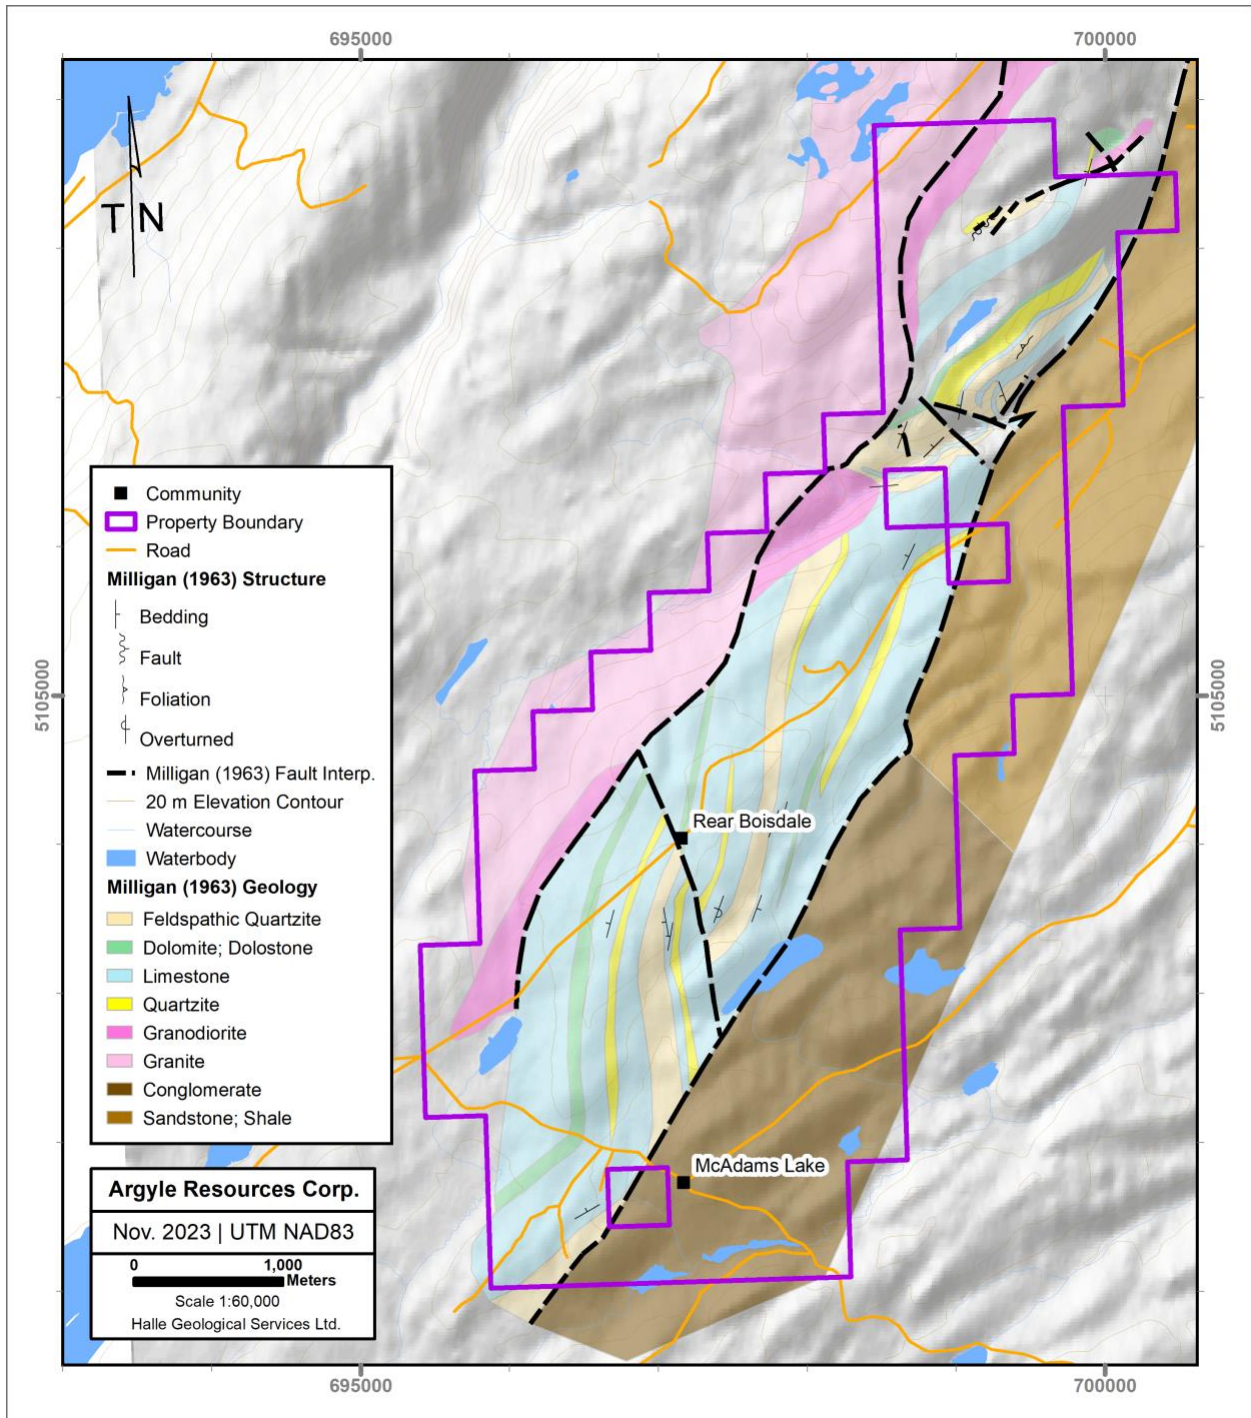 695000
700000
T N
5105000
5105000
Community
Property Boundary
Road
Milligan (1963) Structure
Bedding
Fault
Foliation
Overturned
Milligan (1963) Fault Interp.
20 m Elevation Contour
Watercourse
Waterbody
Milligan (1963) Geology
Feldspathic Quartzite
Dolomite; Dolostone
Limestone
Quartzite
Granodiorite
Granite
Conglomerate
Sandstone; Shale
Rear Boisdale
McAdams Lake
Argyle Resources Corp.
Nov. 2023 | UTM NAD83
0 1,000
Meters
Scale 1:60,000
Halle Geological Services Ltd.
695000
700000